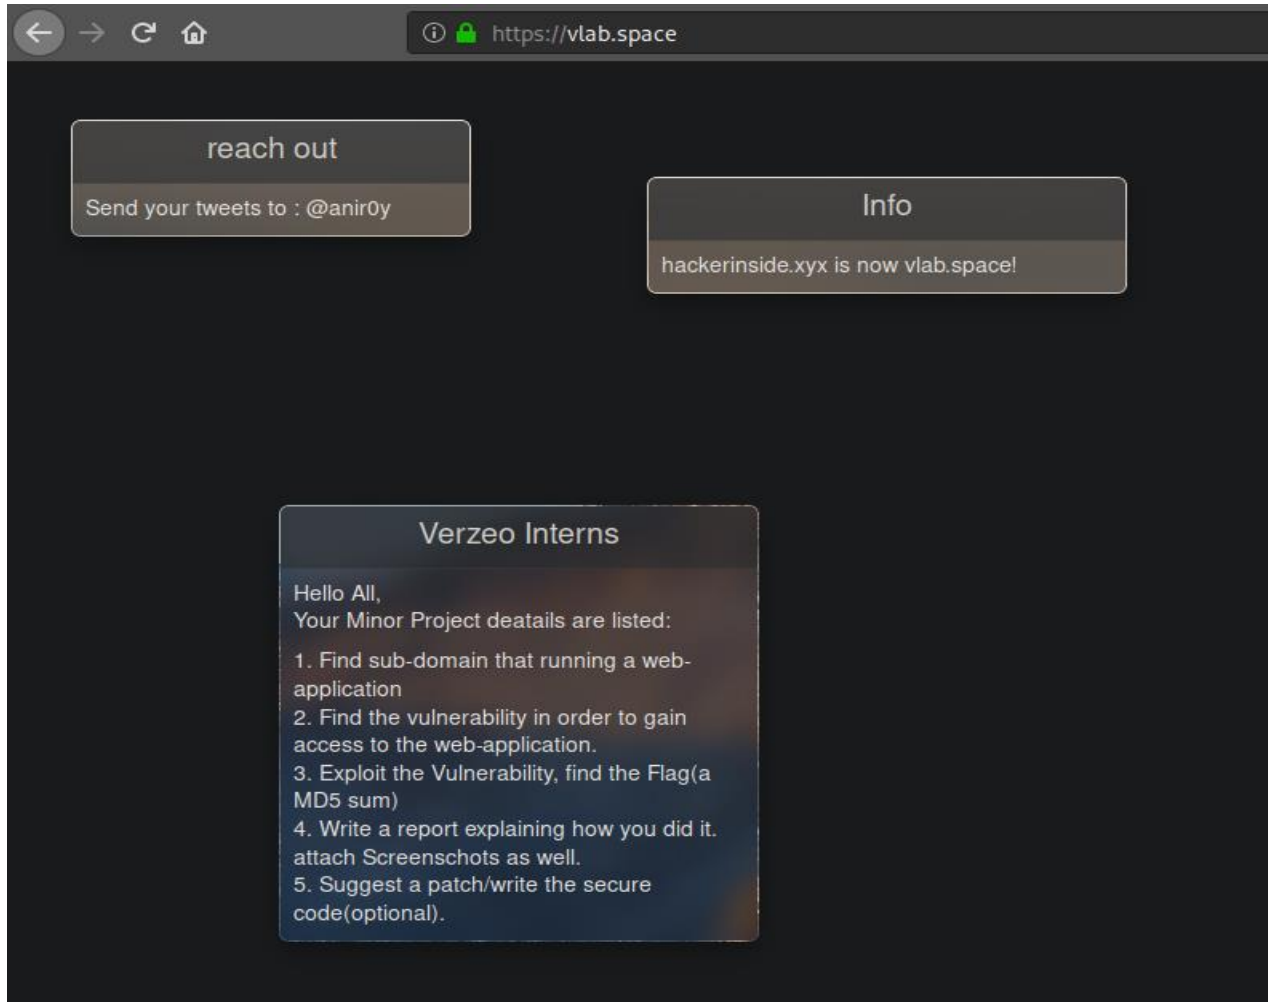 https://vlab.space
reach out
Send your tweets to : @anir0y
Info
hackerinside.xyx is now vlab.space!
Verzeo Interns
Hello All,
Your Minor Project deatails are listed:
1. Find sub-domain that running a web-
application
2. Find the vulnerability in order to gain
access to the web-application.
3. Exploit the Vulnerability, find the Flag(a
MD5 sum)
4. Write a report explaining how you did it.
attach Screenschots as well.
5. Suggest a patch/write the secure
code(optional).